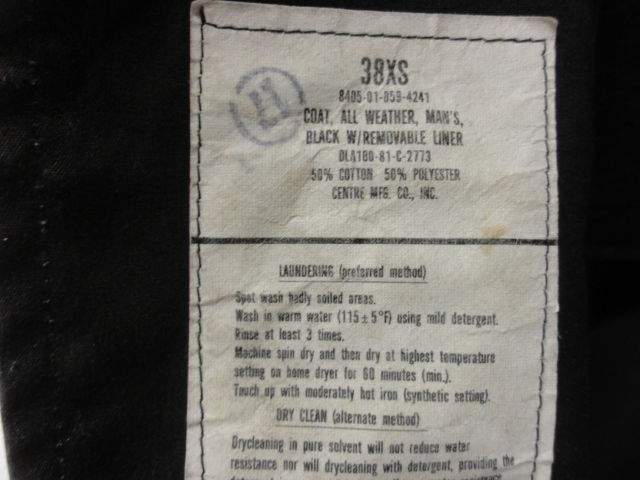 38XS
8405-01-059-4241
COAT, ALL WEATHER, MAN'S,
BLACK W/REMOVABLE LINER
DLA100-81-C-2773
50% COTTON 50% POLYESTER
CENTRE MFG. CO., INC.
LAUNDERING (preferred method)
Spot wash badly soiled areas.
Wash in warm water (115 ± 5°F) using mild detergent.
Rinse at least 3 times.
Machine spin dry and then dry at highest temperature
setting on home dryer for 60 minutes (min.).
Touch up with moderately hot iron (synthetic setting).
DRY CLEAN (alternate method)
Drycleaning in pure solvent will not reduce water
resistance nor will drycleaning with detergent, providing the